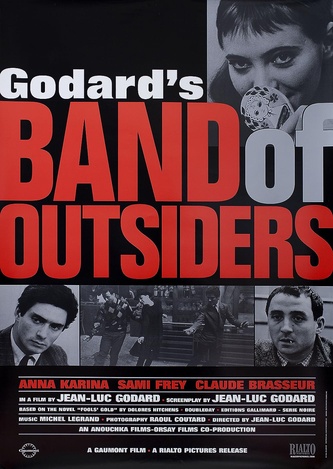 Godard's
BAND of
OUTSIDERS
ANNA KARINA SAMI FREY CLAUDE BRASSEUR
IN A FILM BY JEAN-LUC GODARD • SCREENPLAY BY JEAN-LUC GODARD
BASED ON THE NOVEL "FOOLS' GOLD" BY DOLORES HITCHENS • DOUBLEDAY • EDITIONS GALLIMARD • SERIE NOIRE
MUSIC MICHEL LEGRAND • PHOTOGRAPHY RAOUL COUTARD • DIRECTED BY JEAN-LUC GODARD
AN ANOUCHKA FILMS-ORSAY FILMS CO-PRODUCTION
A GAUMONT FILM • A RIALTO PICTURES RELEASE
RIALTO